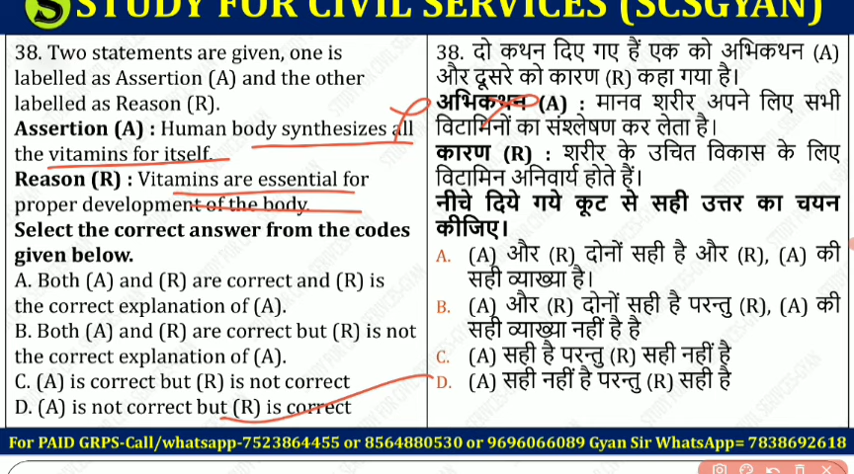 STUDY FOR CIVIL SERVICES (SCSGYAN)
38. Two statements are given, one is
labelled as Assertion (A) and the other
labelled as Reason (R).
Assertion (A) : Human body synthesizes all
the vitamins for itself.
Reason (R) : Vitamins are essential for
proper development of the body.
Select the correct answer from the codes
given below.
A. Both (A) and (R) are correct and (R) is
the correct explanation of (A).
B. Both (A) and (R) are correct but (R) is not
the correct explanation of (A).
C. (A) is correct but (R) is not correct
D. (A) is not correct but (R) is correct
38. दो कथन दिए गए हैं एक को अभिकथन (A)
और दूसरे को कारण (R) कहा गया है।
अभिकथन (A) : मानव शरीर अपने लिए सभी
विटामिनों का संश्लेषण कर लेता है।
कारण (R) : शरीर के उचित विकास के लिए
विटामिन अनिवार्य होते हैं।
नीचे दिये गये कूट से सही उत्तर का चयन
कीजिए।
A. (A) और (R) दोनों सही है और (R), (A) की
सही व्याख्या है।
B. (A) और (R) दोनों सही है परन्तु (R), (A) की
सही व्याख्या नहीं है है
C. (A) सही है परन्तु (R) सही नहीं है
D. (A) सही नहीं है परन्तु (R) सही है
For PAID GRPS-Call/whatsapp-7523864455 or 8564880530 or 9696066089 Gyan Sir WhatsApp= 7838692618